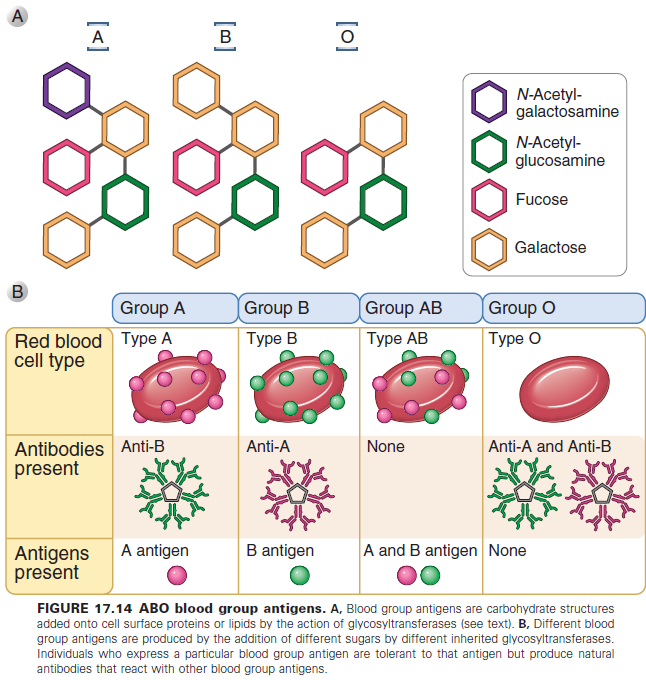 A
A B O
N-Acetyl-
galactosamine
N-Acetyl-
glucosamine
Fucose
Galactose
B
Group A Group B Group AB Group O
Red blood
cell type
Type A Type B Type AB Type O
Antibodies
present
Anti-B Anti-A None Anti-A and Anti-B
Antigens
present
A antigen B antigen A and B antigen None
FIGURE 17.14 ABO blood group antigens. A, Blood group antigens are carbohydrate structures
added onto cell surface proteins or lipids by the action of glycosyltransferases (see text). B, Different blood
group antigens are produced by the addition of different sugars by different inherited glycosyltransferases.
Individuals who express a particular blood group antigen are tolerant to that antigen but produce natural
antibodies that react with other blood group antigens.